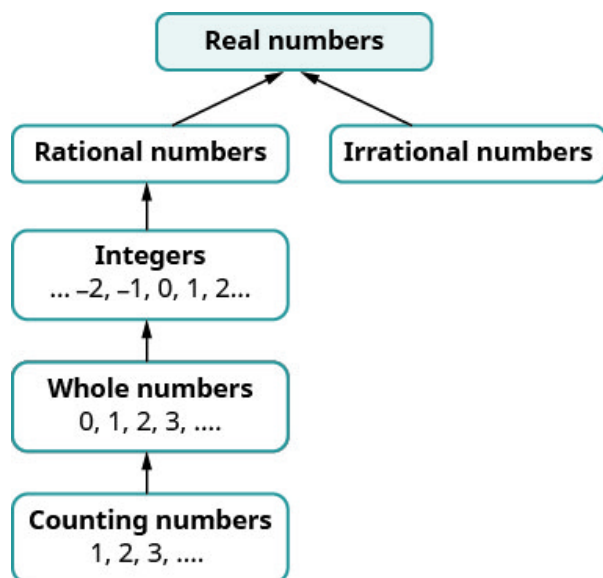 Real numbers
Rational numbers
Irrational numbers
Integers
... –2, –1, 0, 1, 2...
Whole numbers
0, 1, 2, 3, ....
Counting numbers
1, 2, 3, ....